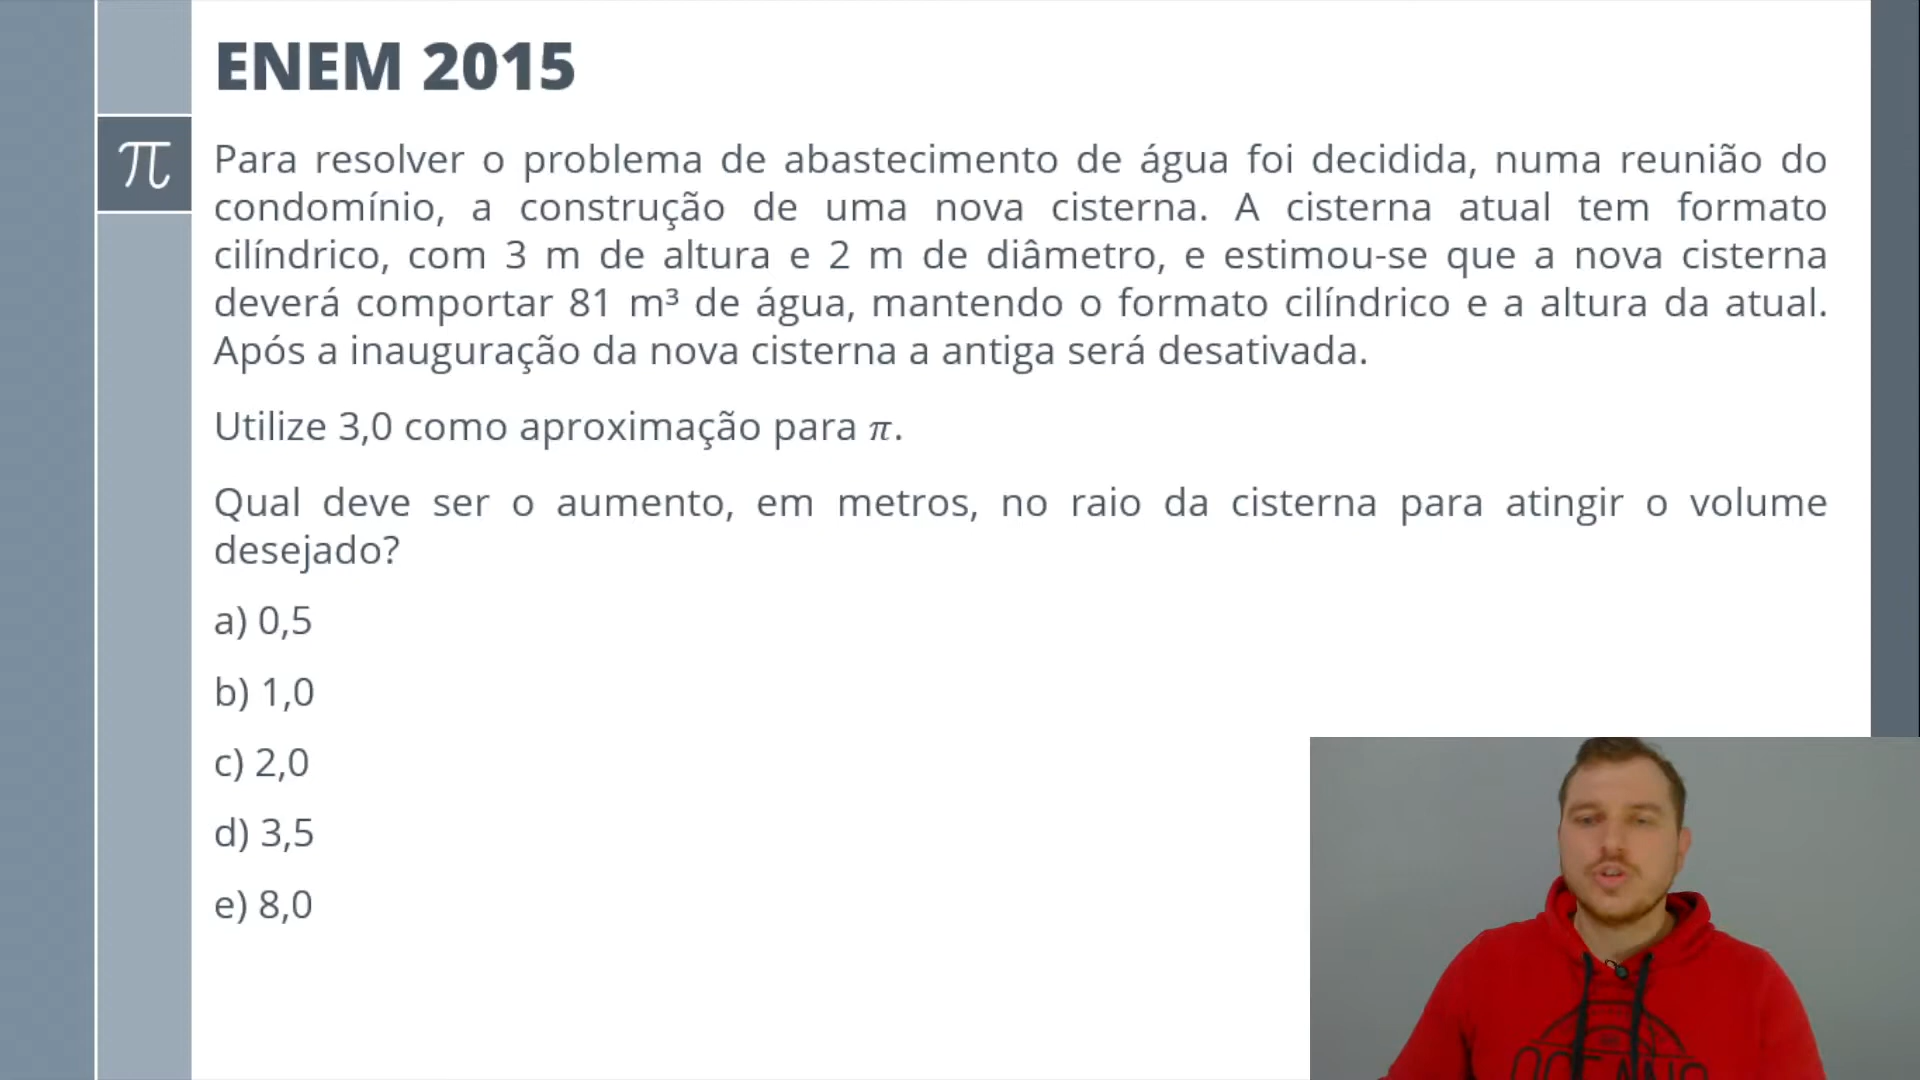 ENEM 2015
π
Para resolver o problema de abastecimento de água foi decidida, numa reunião do
condomínio, a construção de uma nova cisterna. A cisterna atual tem formato
cilíndrico, com 3 m de altura e 2 m de diâmetro, e estimou-se que a nova cisterna
deverá comportar 81 m³ de água, mantendo o formato cilíndrico e a altura da atual.
Após a inauguração da nova cisterna a antiga será desativada.
Utilize 3,0 como aproximação para π.
Qual deve ser o aumento, em metros, no raio da cisterna para atingir o volume
desejado?
a) 0,5
b) 1,0
c) 2,0
d) 3,5
e) 8,0